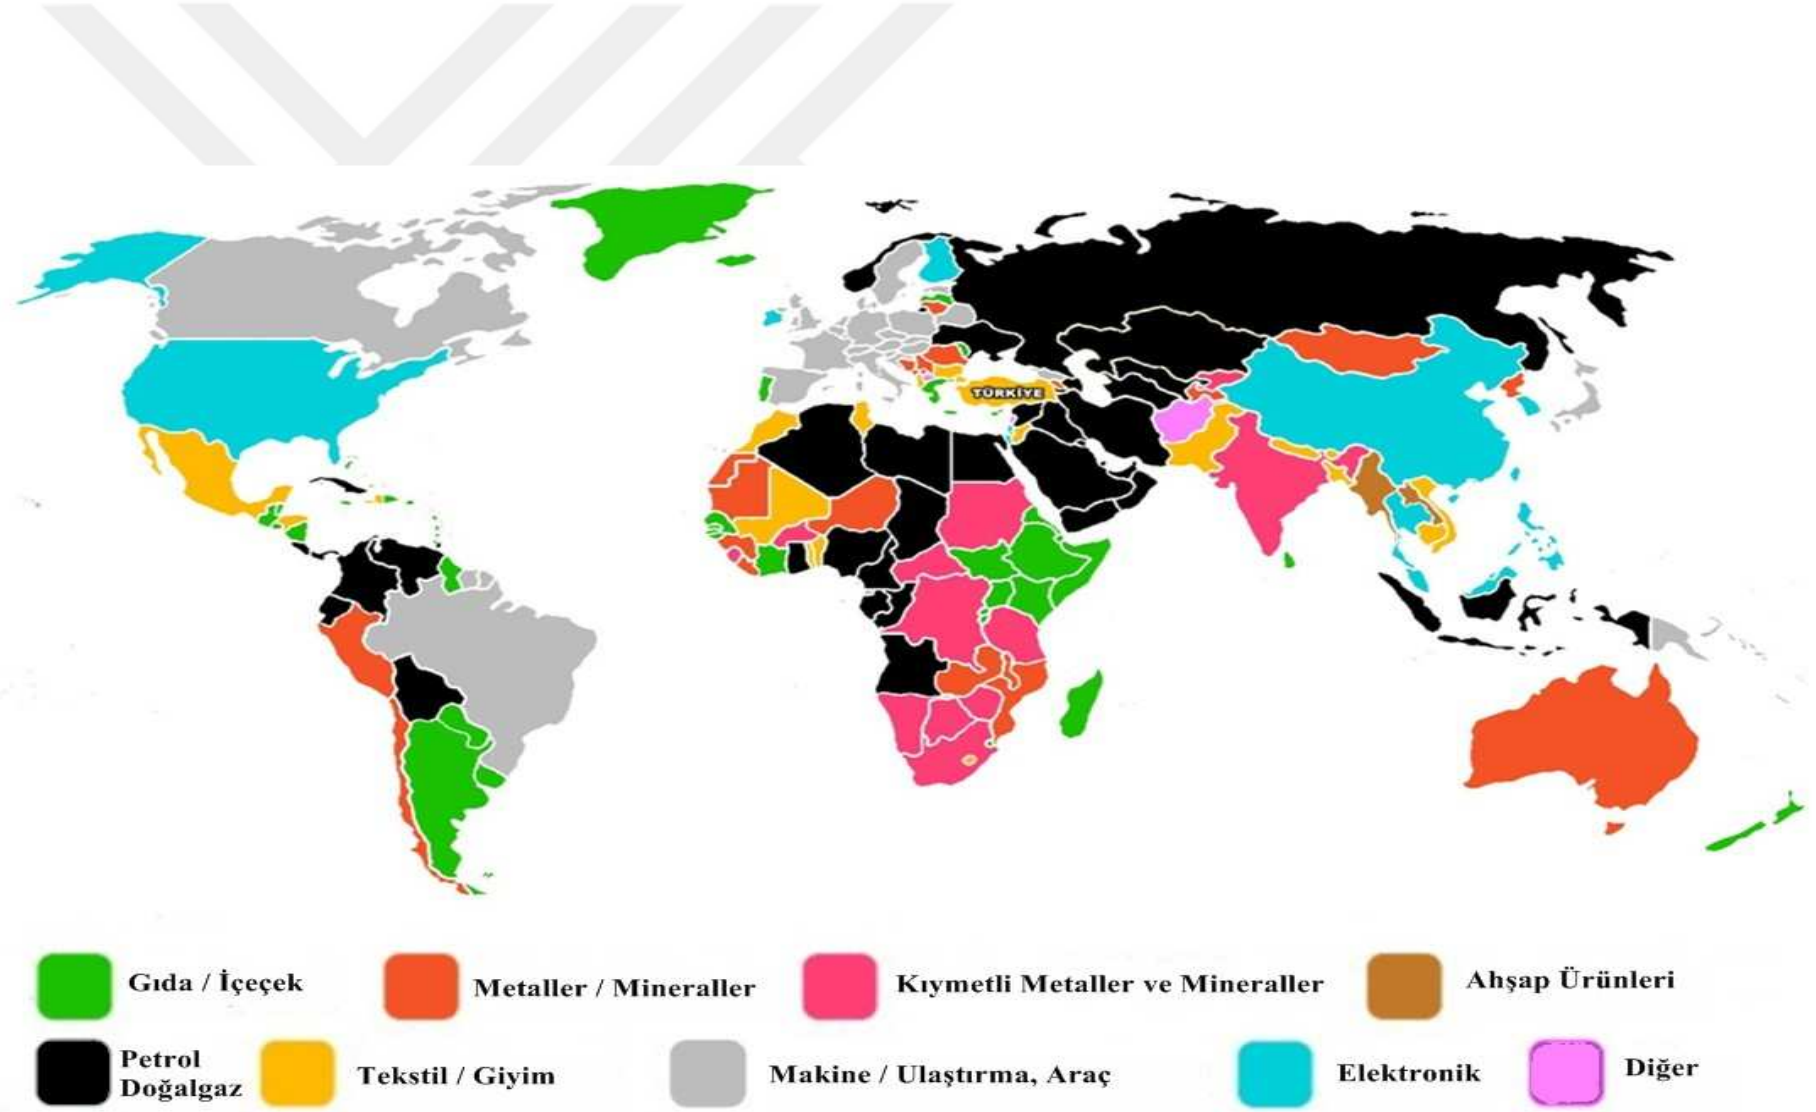 TÜRKİYE
Gıda / İçeçek
Metaller / Mineraller
Kıymetli Metaller ve Mineraller
Ahşap Ürünleri
Petrol
Doğalgaz
Tekstil / Giyim
Makine / Ulaştırma, Araç
Elektronik
Diğer